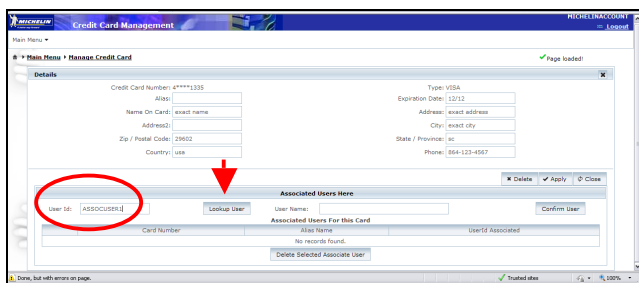 MICHELIN Credit Card Management MICHELINACCOUNT
Logout
Main Menu
Main Menu Manage Credit Card Page loaded!
Details
Credit Card Number: 4****1335 Type: VISA
Alias: Expiration Date: 12/12
Name On Card: exact name Address: exact address
Address2: City: exact city
Zip / Postal Code: 29602 State / Province: sc
Country: usa Phone: 864-123-4567
Delete Apply Close
Associated Users Here
User Id: ASSOCUSER1 Lookup User User Name: Confirm User
Associated Users For this Card
Card Number Alias Name UserId Associated
No records found.
Delete Selected Associate User
Done, but with errors on page. Trusted sites 100%